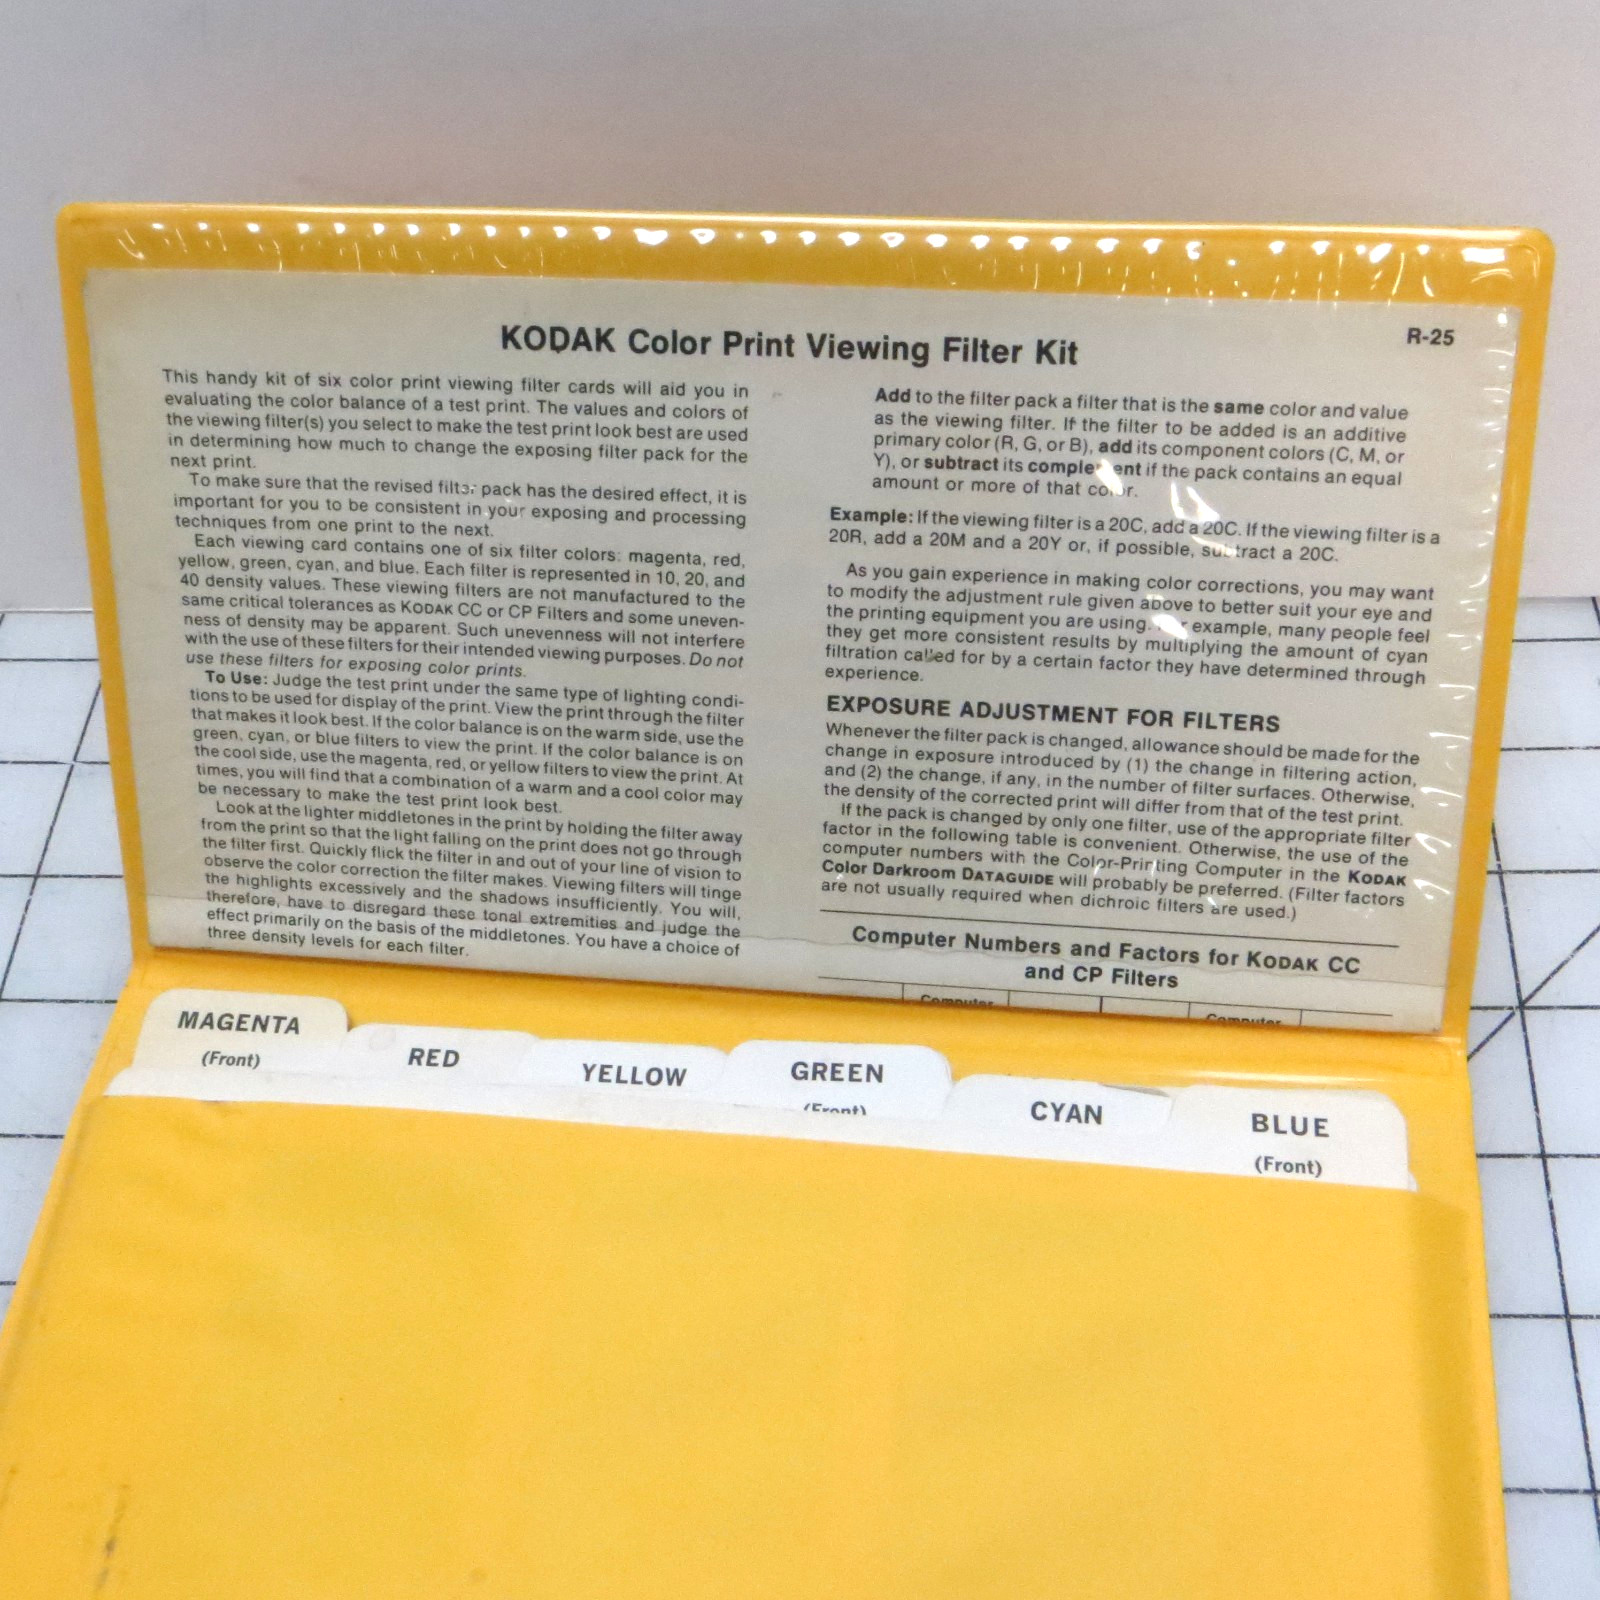 KODAK Color Print Viewing Filter Kit
R-25
This handy kit of six color print viewing filter cards will aid you in
evaluating the color balance of a test print. The values and colors of
the viewing filter(s) you select to make the test print look best are used
in determining how much to change the exposing filter pack for the
next print.
To make sure that the revised filter pack has the desired effect, it is
important for you to be consistent in your exposing and processing
techniques from one print to the next.
Each viewing card contains one of six filter colors: magenta, red,
yellow, green, cyan, and blue. Each filter is represented in 10, 20, and
40 density values. These viewing filters are not manufactured to the
same critical tolerances as KODAK CC or CP Filters and some uneven-
ness of density may be apparent. Such unevenness will not interfere
with the use of these filters for their intended viewing purposes. Do not
use these filters for exposing color prints.
To Use: Judge the test print under the same type of lighting condi-
tions to be used for display of the print. View the print through the filter
that makes it look best. If the color balance is on the warm side, use the
green, cyan, or blue filters to view the print. If the color balance is on
the cool side, use the magenta, red, or yellow filters to view the print. At
times, you will find that a combination of a warm and a cool color may
be necessary to make the test print look best.
Look at the lighter middletones in the print by holding the filter away
from the print so that the light falling on the print does not go through
the filter first. Quickly flick the filter in and out of your line of vision to
observe the color correction the filter makes. Viewing filters will tinge
the highlights excessively and the shadows insufficiently. You will,
therefore, have to disregard these tonal extremities and judge the
effect primarily on the basis of the middletones. You have a choice of
three density levels for each filter.
Add to the filter pack a filter that is the same color and value
as the viewing filter. If the filter to be added is an additive
primary color (R, G, or B), add its component colors (C, M, or
Y), or subtract its complement if the pack contains an equal
amount or more of that color.
Example: If the viewing filter is a 20C, add a 20C. If the viewing filter is a
20R, add a 20M and a 20Y or, if possible, subtract a 20C.
As you gain experience in making color corrections, you may want
to modify the adjustment rule given above to better suit your eye and
the printing equipment you are using. For example, many people feel
they get more consistent results by multiplying the amount of cyan
filtration called for by a certain factor they have determined through
experience.
EXPOSURE ADJUSTMENT FOR FILTERS
Whenever the filter pack is changed, allowance should be made for the
change in exposure introduced by (1) the change in filtering action,
and (2) the change, if any, in the number of filter surfaces. Otherwise,
the density of the corrected print will differ from that of the test print.
If the pack is changed by only one filter, use of the appropriate filter
factor in the following table is convenient. Otherwise, the use of the
computer numbers with the Color-Printing Computer in the KODAK
Color Darkroom DATAGUIDE will probably be preferred. (Filter factors
are not usually required when dichroic filters are used.)
Computer Numbers and Factors for KODAK CC
and CP Filters
Computer Computer
MAGENTA
(Front)
RED
YELLOW
GREEN
(Front)
CYAN
BLUE
(Front)